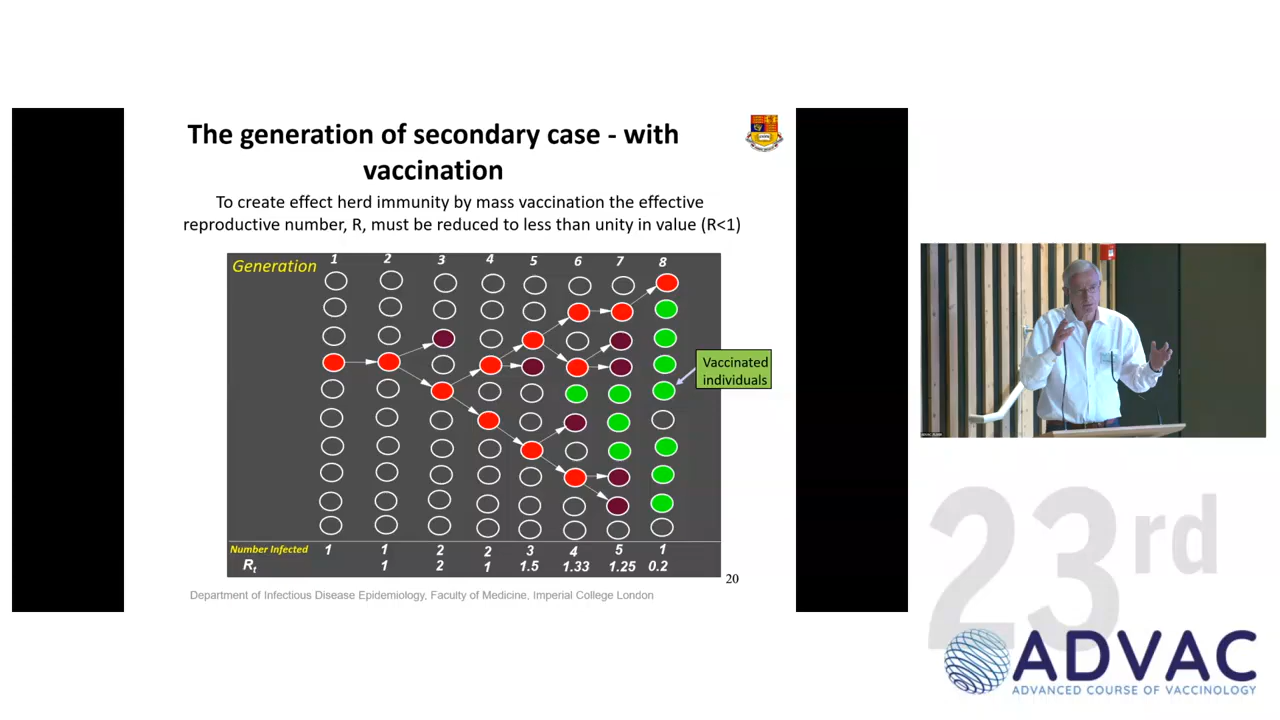 The generation of secondary case - with
vaccination
To create effect herd immunity by mass vaccination the effective
reproductive number, R, must be reduced to less than unity in value (R<1)
Generation 1 2 3 4 5 6 7 8
Vaccinated
individuals
Number Infected 1 1 2 2 3 4 5 1
Rt 1 2 1 1.5 1.33 1.25 0.2
20
Department of Infectious Disease Epidemiology, Faculty of Medicine, Imperial College London
23rd
ADVAC
ADVANCED COURSE OF VACCINOLOGY